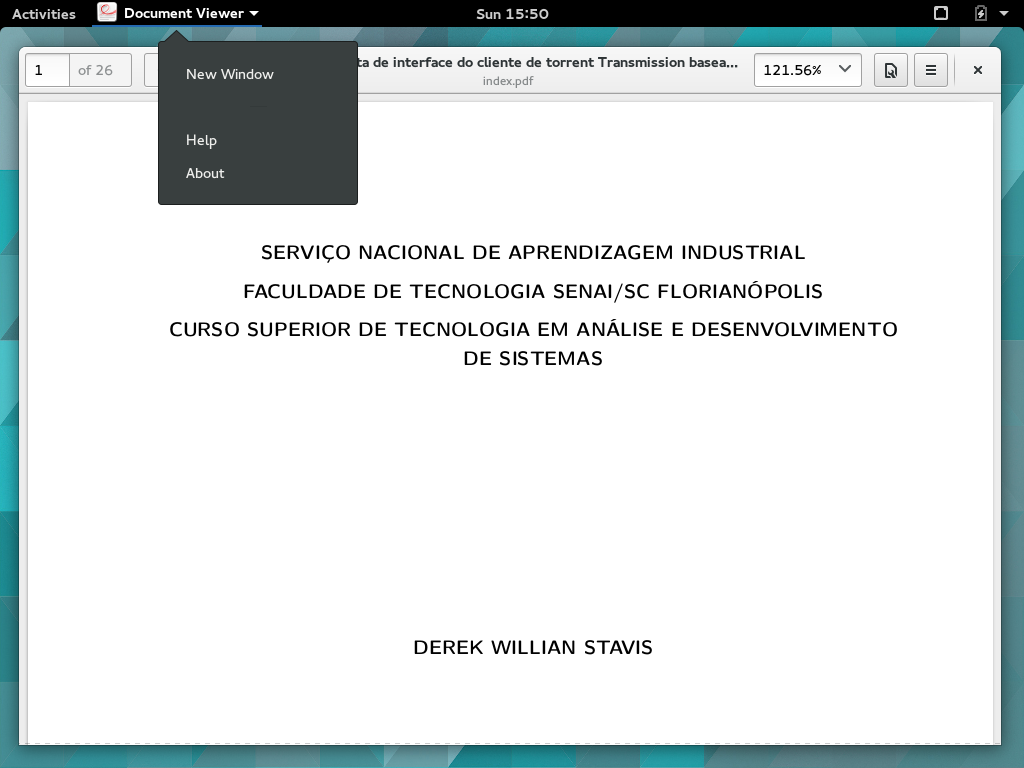 Activities
Document Viewer
Sun 15:50
1 of 26
ta de interface do cliente de torrent Transmission basea...
index.pdf
121.56%
New Window
Help
About
SERVIÇO NACIONAL DE APRENDIZAGEM INDUSTRIAL
FACULDADE DE TECNOLOGIA SENAI/SC FLORIANÓPOLIS
CURSO SUPERIOR DE TECNOLOGIA EM ANÁLISE E DESENVOLVIMENTO
DE SISTEMAS
DEREK WILLIAN STAVIS